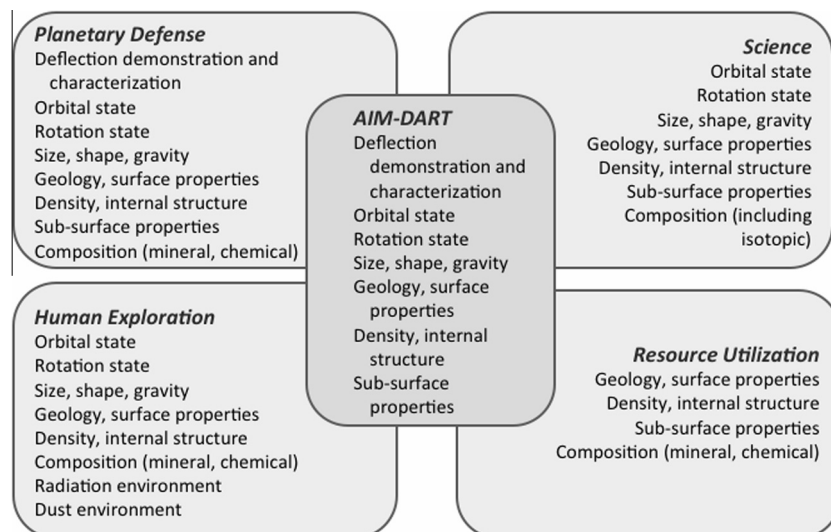 Planetary Defense
Deflection demonstration and
characterization
Orbital state
Rotation state
Size, shape, gravity
Geology, surface properties
Density, internal structure
Sub-surface properties
Composition (mineral, chemical)
Science
Orbital state
Rotation state
Size, shape, gravity
Geology, surface properties
Density, internal structure
Sub-surface properties
Composition (including
isotopic)
AIM-DART
Deflection
demonstration and
characterization
Orbital state
Rotation state
Size, shape, gravity
Geology, surface
properties
Density, internal
structure
Sub-surface
properties
Human Exploration
Orbital state
Rotation state
Size, shape, gravity
Geology, surface properties
Density, internal structure
Composition (mineral, chemical)
Radiation environment
Dust environment
Resource Utilization
Geology, surface properties
Density, internal structure
Sub-surface properties
Composition (mineral, chemical)